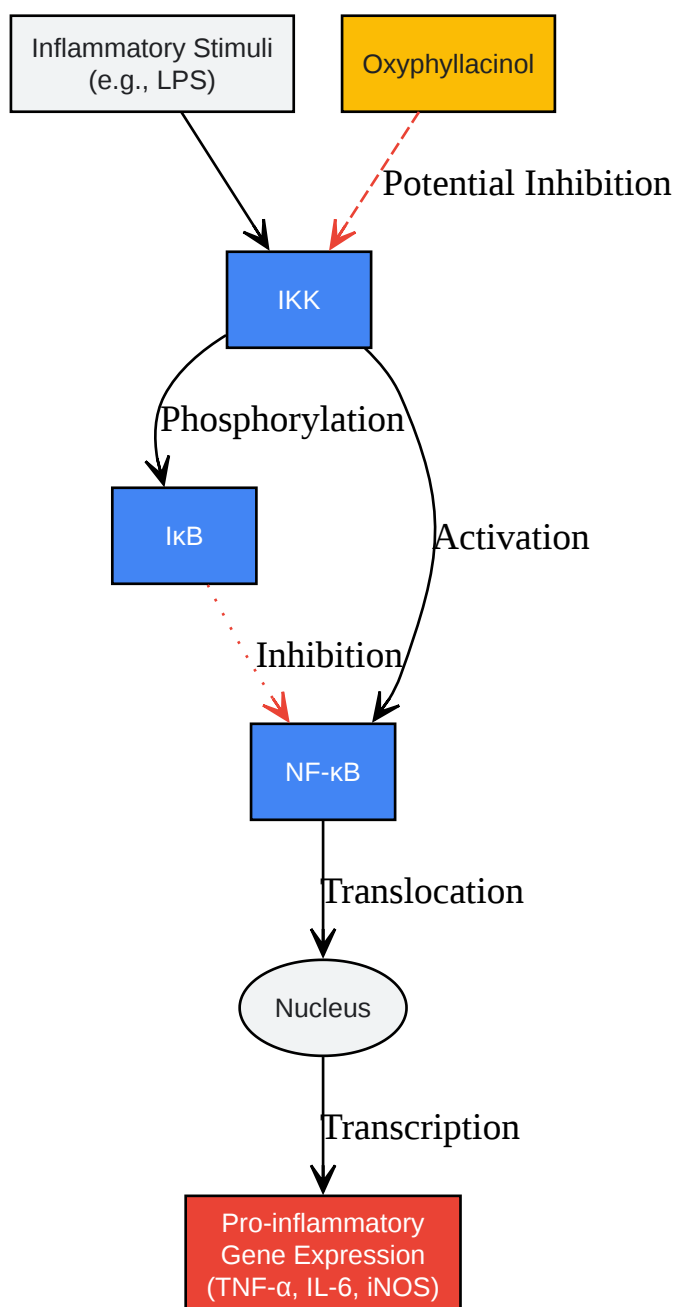 Inflammatory Stimuli
(e.g., LPS)
Oxyphyllacinol
Potential Inhibition
IKK
Phosphorylation
IκB
Activation
Inhibition
NF-κB
Translocation
Nucleus
Transcription
Pro-inflammatory
Gene Expression
(TNF-α, IL-6, iNOS)